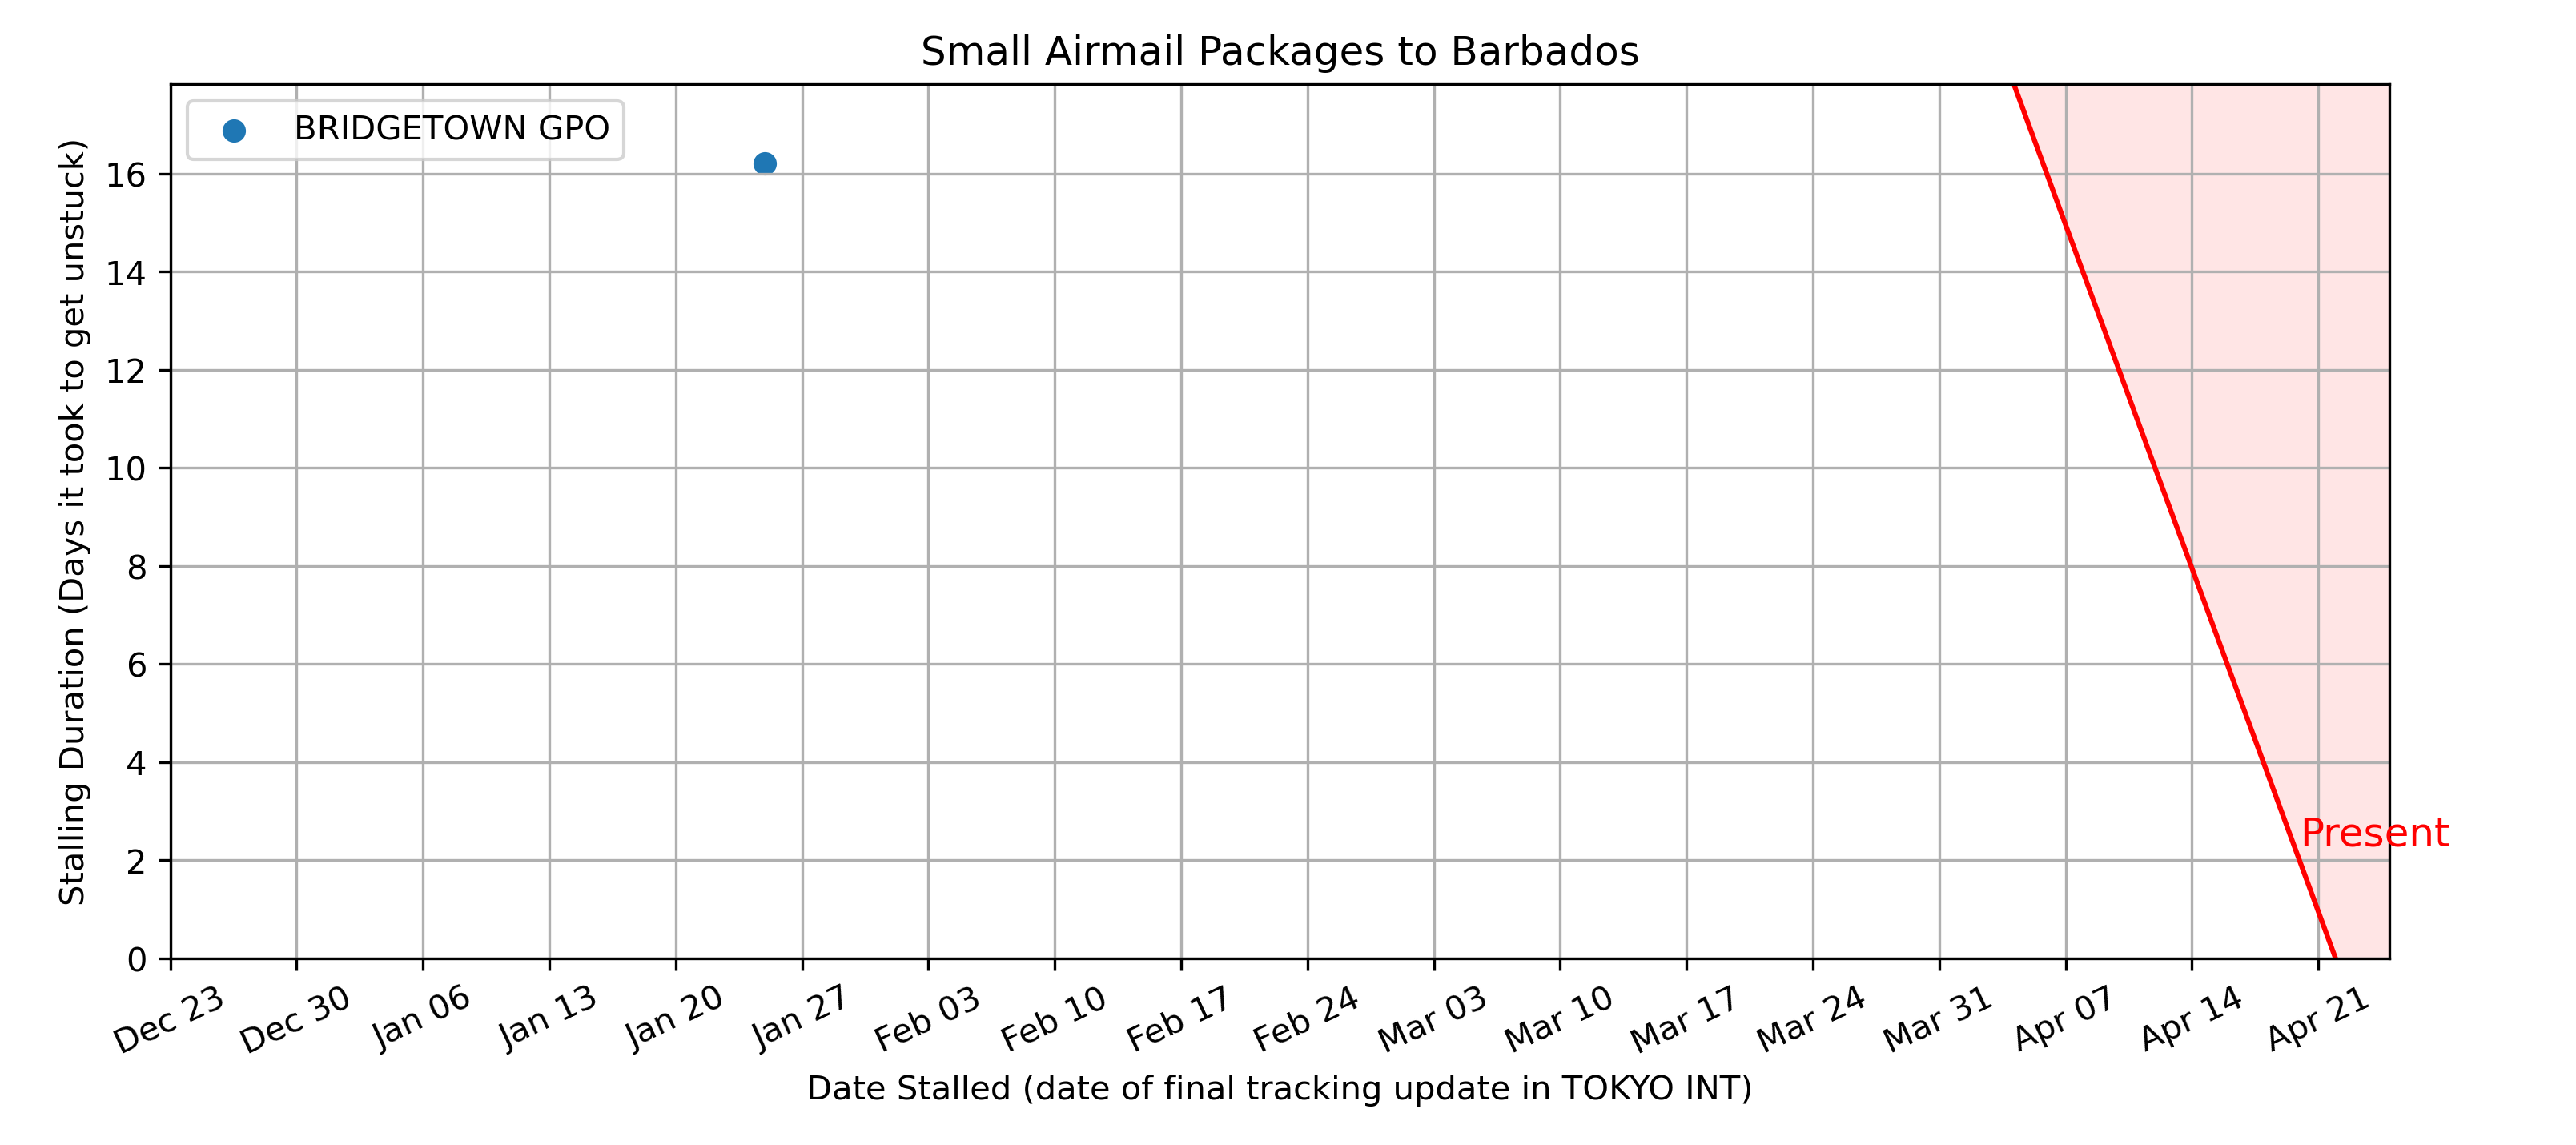 Small Airmail Packages to Barbados
BRIDGETOWN GPO
Stalling Duration (Days it took to get unstuck)
16
14
12
10
8
6
4
2
0
Present
Dec 23
Dec 30
Jan 06
Jan 13
Jan 20
Jan 27
Feb 03
Feb 10
Feb 17
Feb 24
Mar 03
Mar 10
Mar 17
Mar 24
Mar 31
Apr 07
Apr 14
Apr 21
Date Stalled (date of final tracking update in TOKYO INT)